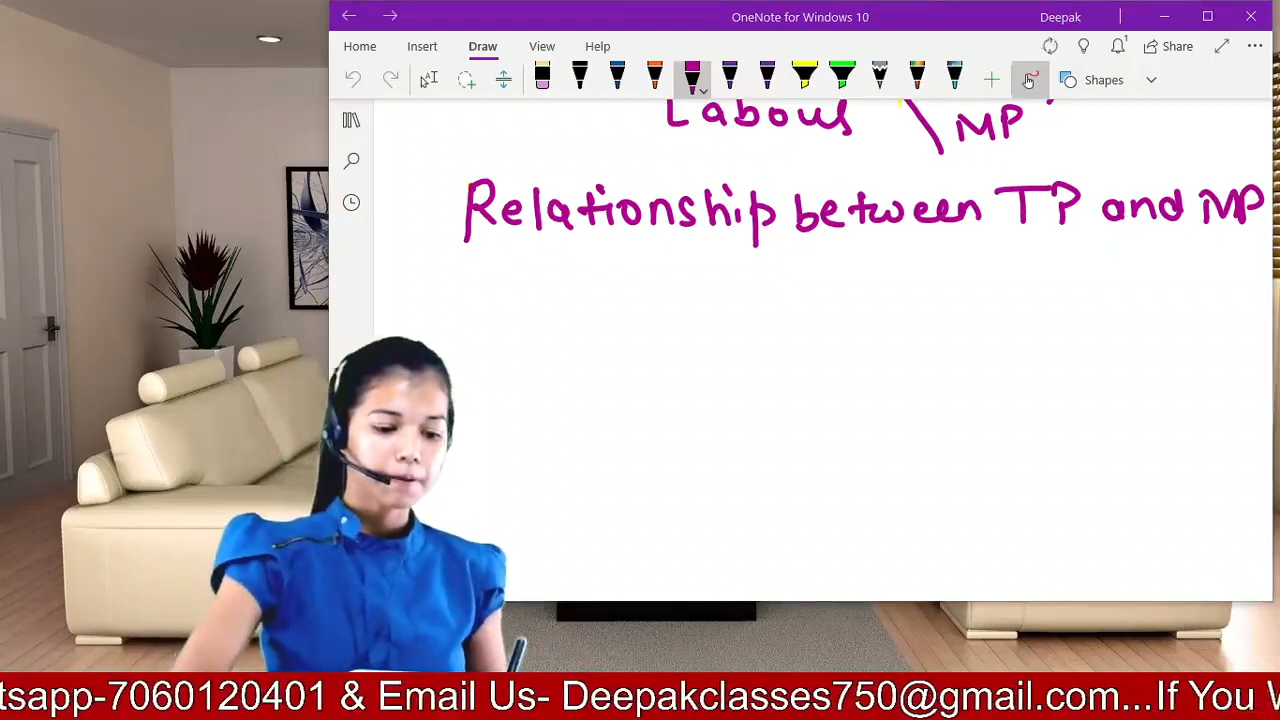 OneNote for Windows 10
Deepak
Home Insert Draw View Help Share
Shapes
Labour
MP
Relationship between TP and MP
tsapp-7060120401 & Email Us- Deepakclasses750@gmail.com...If You W